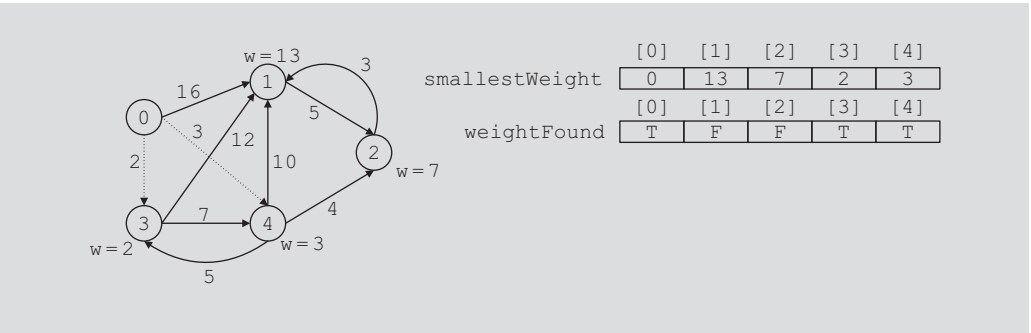 w=13
1
3
16
5
0
3
12
2
10
2
w=7
3
7
4
4
w=2
w=3
5
[0] [1] [2] [3] [4]
smallestWeight 0 13 7 2 3
[0] [1] [2] [3] [4]
weightFound T F F T T